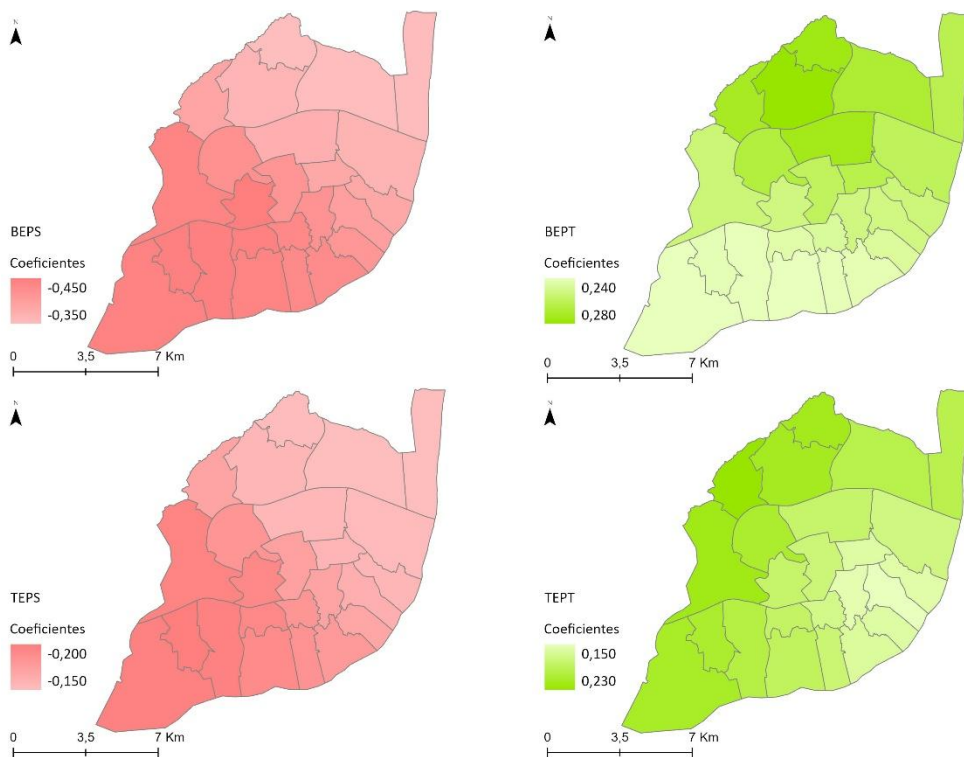 N
BEPS
Coeficientes
-0,450
-0,350
0 3,5 7 Km
N
BEPT
Coeficientes
0,240
0,280
0 3,5 7 Km
N
TEPS
Coeficientes
-0,200
-0,150
0 3,5 7 Km
N
TEPT
Coeficientes
0,150
0,230
0 3,5 7 Km